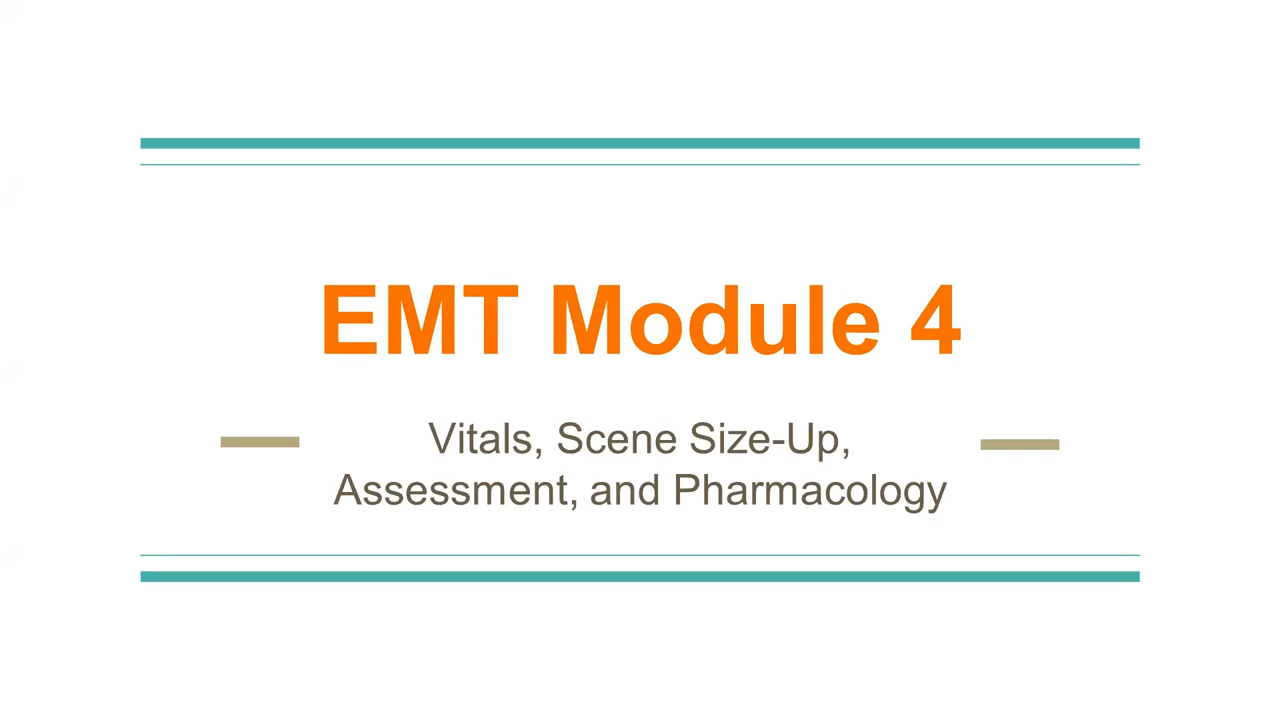 EMT Module 4
Vitals, Scene Size-Up,
Assessment, and Pharmacology